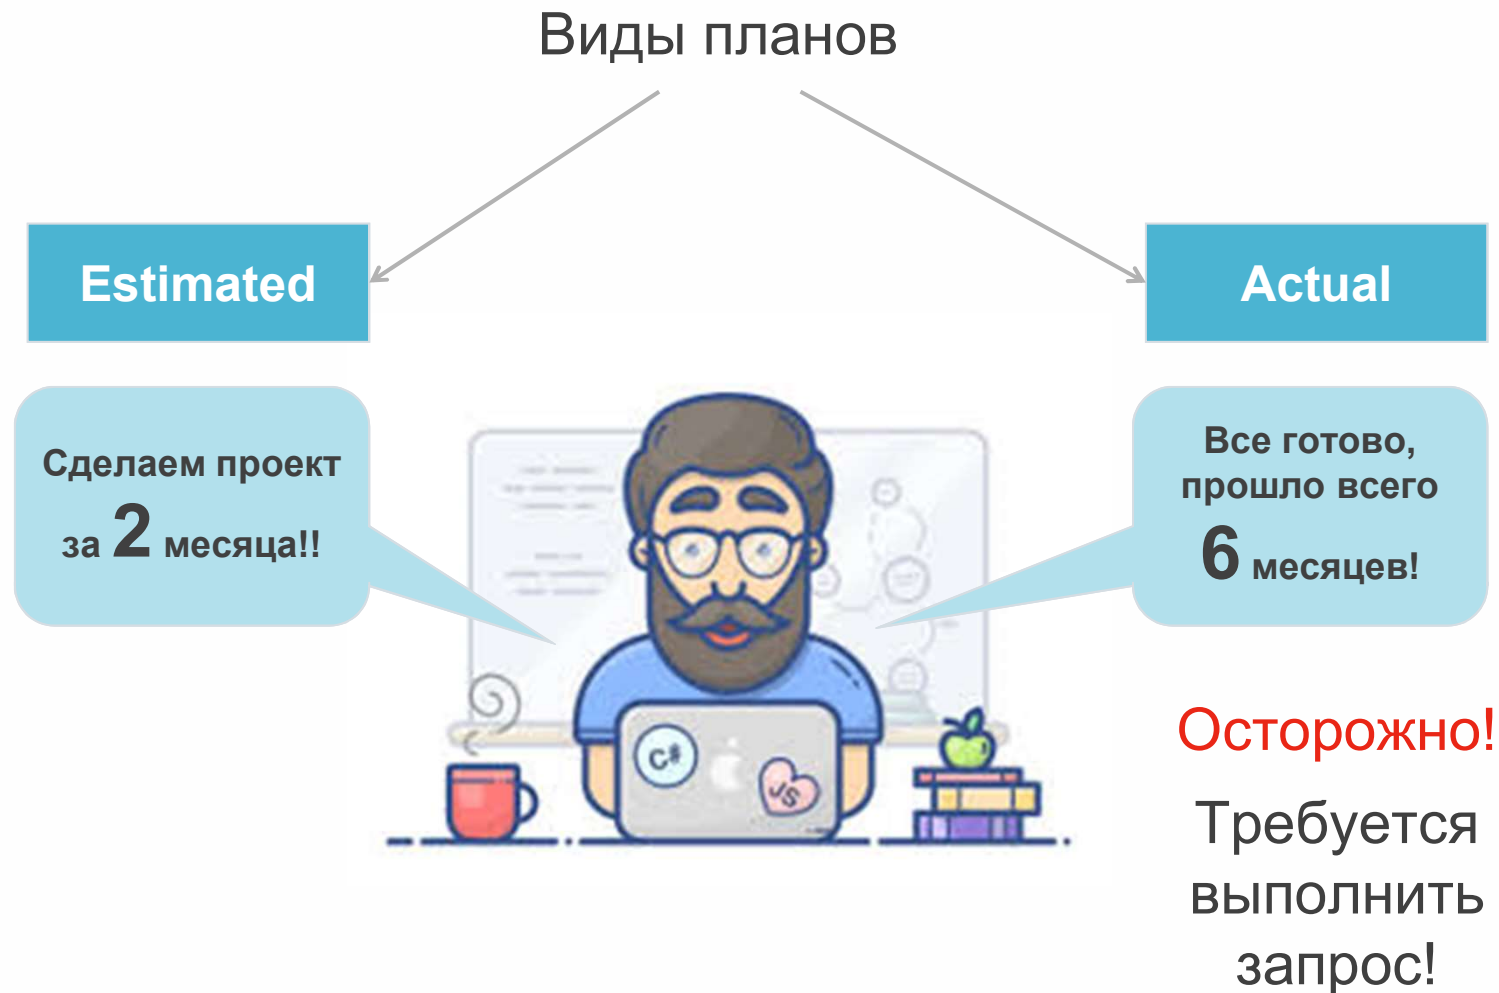 Виды планов
Estimated
Actual
Сделаем проект
за 2 месяца!!
Все готово,
прошло всего
6 месяцев!
C#
JS
Осторожно!
Требуется
выполнить
запрос!